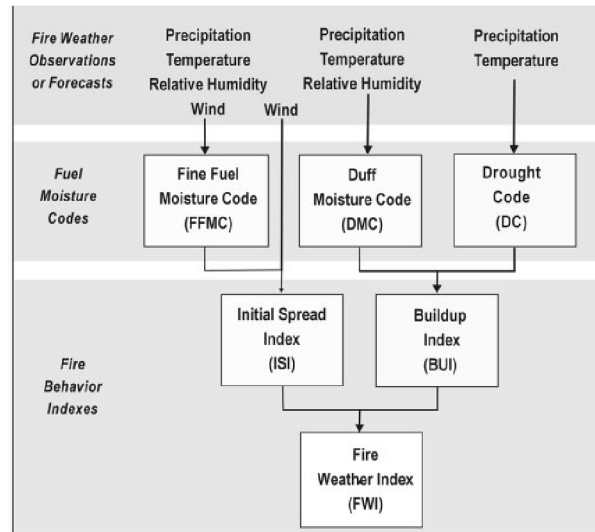 Fire Weather
Observations
or Forecasts
Precipitation
Temperature
Relative Humidity
Wind
Wind
Precipitation
Temperature
Relative Humidity
Precipitation
Temperature
Fuel
Moisture
Codes
Fine Fuel
Moisture Code
(FFMC)
Duff
Moisture Code
(DMC)
Drought
Code
(DC)
Fire
Behavior
Indexes
Initial Spread
Index
(ISI)
Buildup
Index
(BUI)
Fire
Weather Index
(FWI)